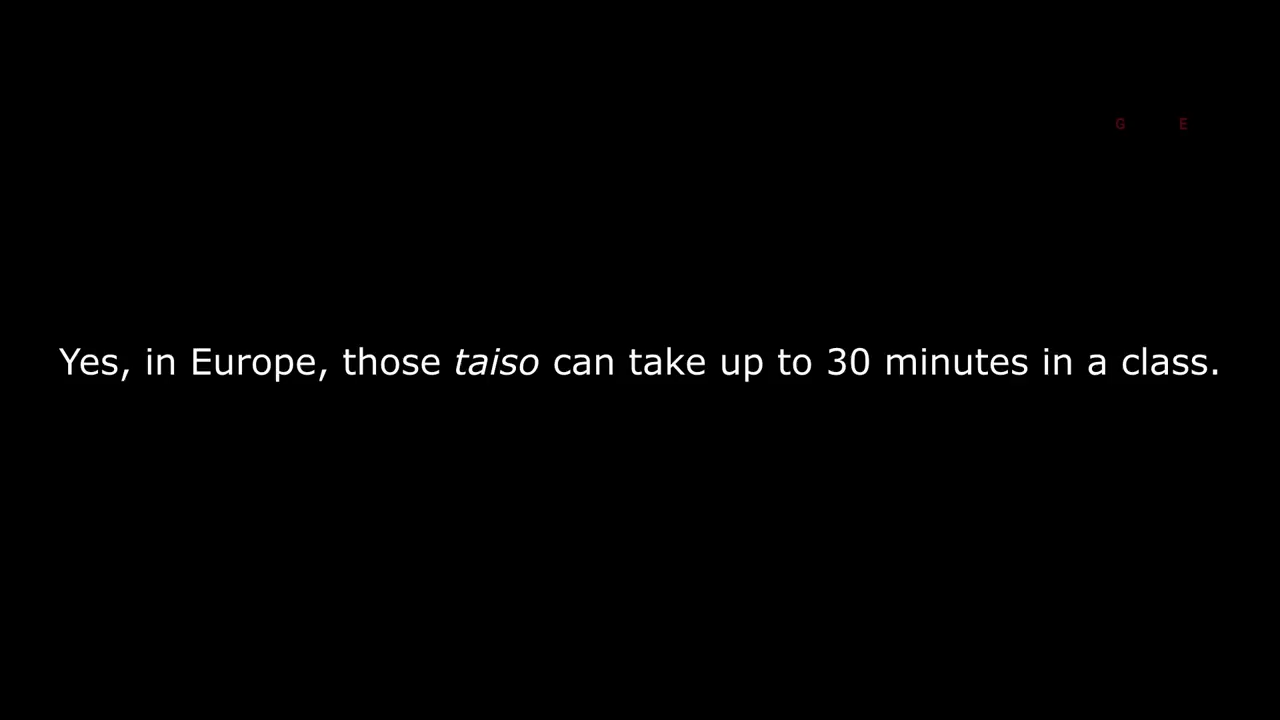 G E
Yes, in Europe, those taiso can take up to 30 minutes in a class.